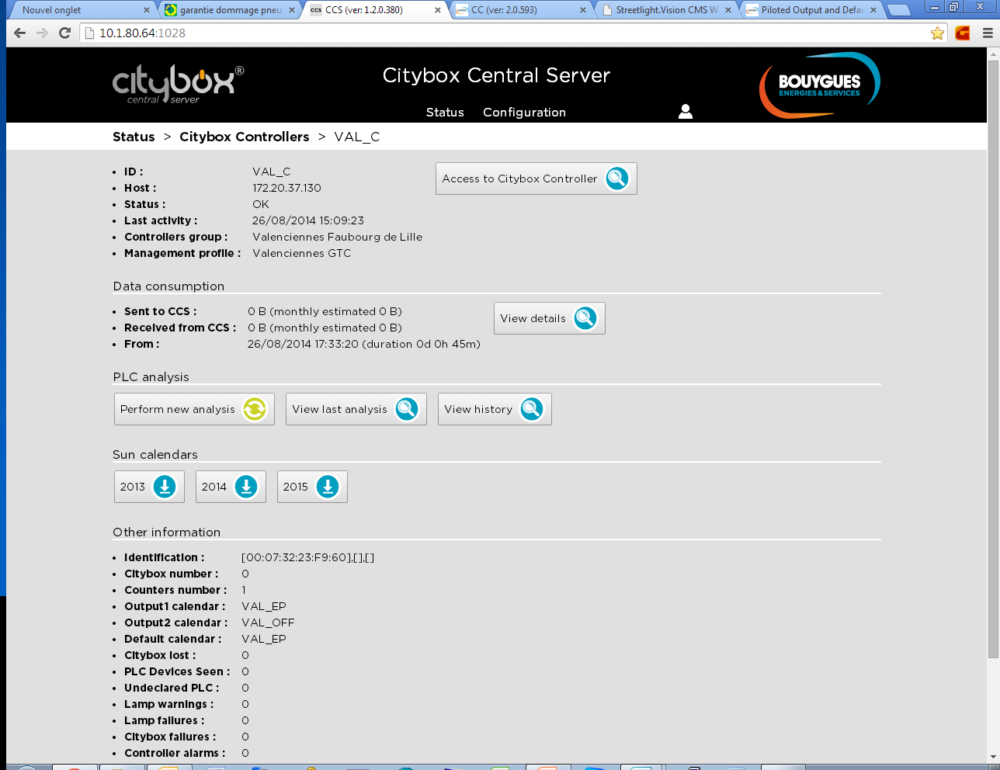 Nouvel onglet
garantie dommage pneu
ccs CCS (ver: 1.2.0.380)
CC (ver: 2.0.593)
Streetlight.Vision CMS W
Piloted Output and Defau
10.1.80.64:1028
citybox®
central server
Citybox Central Server
BOUYGUES
ENERGIES & SERVICES
Status Configuration
Status > Citybox Controllers > VAL_C
• ID : VAL_C
Access to Citybox Controller
• Host : 172.20.37.130
• Status : OK
• Last activity : 26/08/2014 15:09:23
• Controllers group : Valenciennes Faubourg de Lille
• Management profile : Valenciennes GTC
Data consumption
• Sent to CCS : 0 B (monthly estimated 0 B)
View details
• Received from CCS : 0 B (monthly estimated 0 B)
• From : 26/08/2014 17:33:20 (duration 0d 0h 45m)
PLC analysis
Perform new analysis
View last analysis
View history
Sun calendars
2013
2014
2015
Other information
• Identification : [00:07:32:23:F9:60],[],[]
• Citybox number : 0
• Counters number : 1
• Output1 calendar : VAL_EP
• Output2 calendar : VAL_OFF
• Default calendar : VAL_EP
• Citybox lost : 0
• PLC Devices Seen : 0
• Undeclared PLC : 0
• Lamp warnings : 0
• Lamp failures : 0
• Citybox failures : 0
• Controller alarms : 0